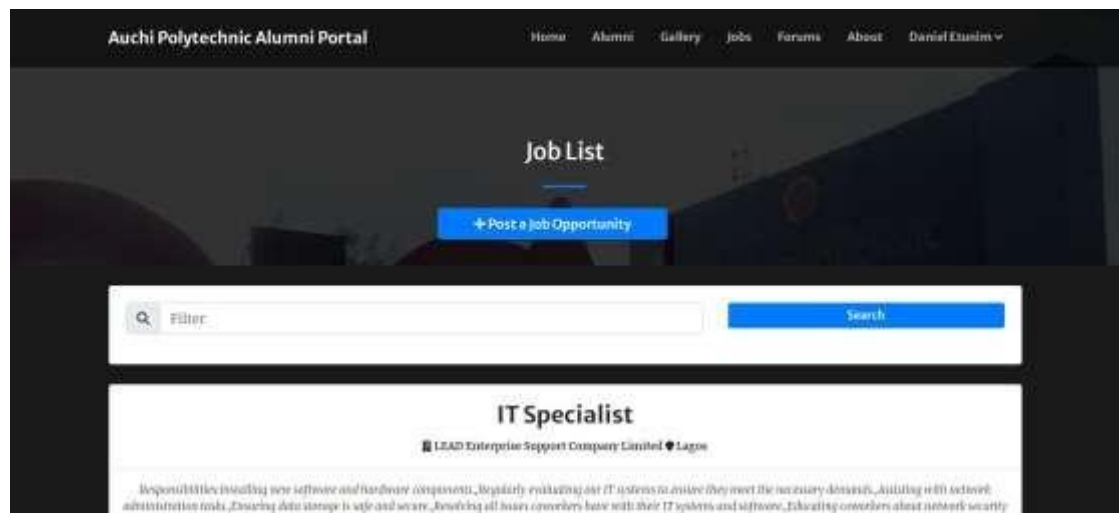 Auchi Polytechnic Alumni Portal Home Alumni Gallery Jobs Forums About Daniel
Job List
+ Post a Job Opportunity
Filter Search
IT Specialist
LEAD Enterprise Support Company Limited Lagos
Responsibilities installing new software and hardware components.,Regularly evaluating our IT systems to ensure they meet the necessary demands.,Assisting with network
administration tasks.,Ensuring data storage is safe and secure.,Resolving all issues coworkers have with their IT systems and software.,Educating coworkers about network security